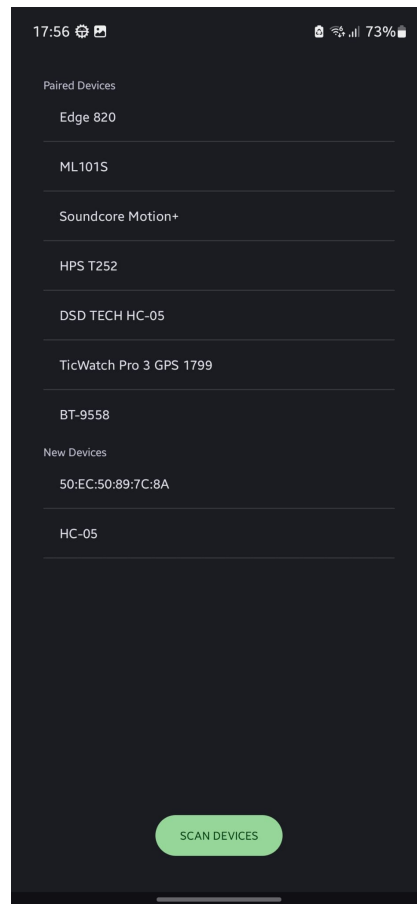 17:56 73%
Paired Devices
Edge 820
ML101S
Soundcore Motion+
HPS T252
DSD TECH HC-05
TicWatch Pro 3 GPS 1799
BT-9558
New Devices
50:EC:50:89:7C:8A
HC-05
SCAN DEVICES